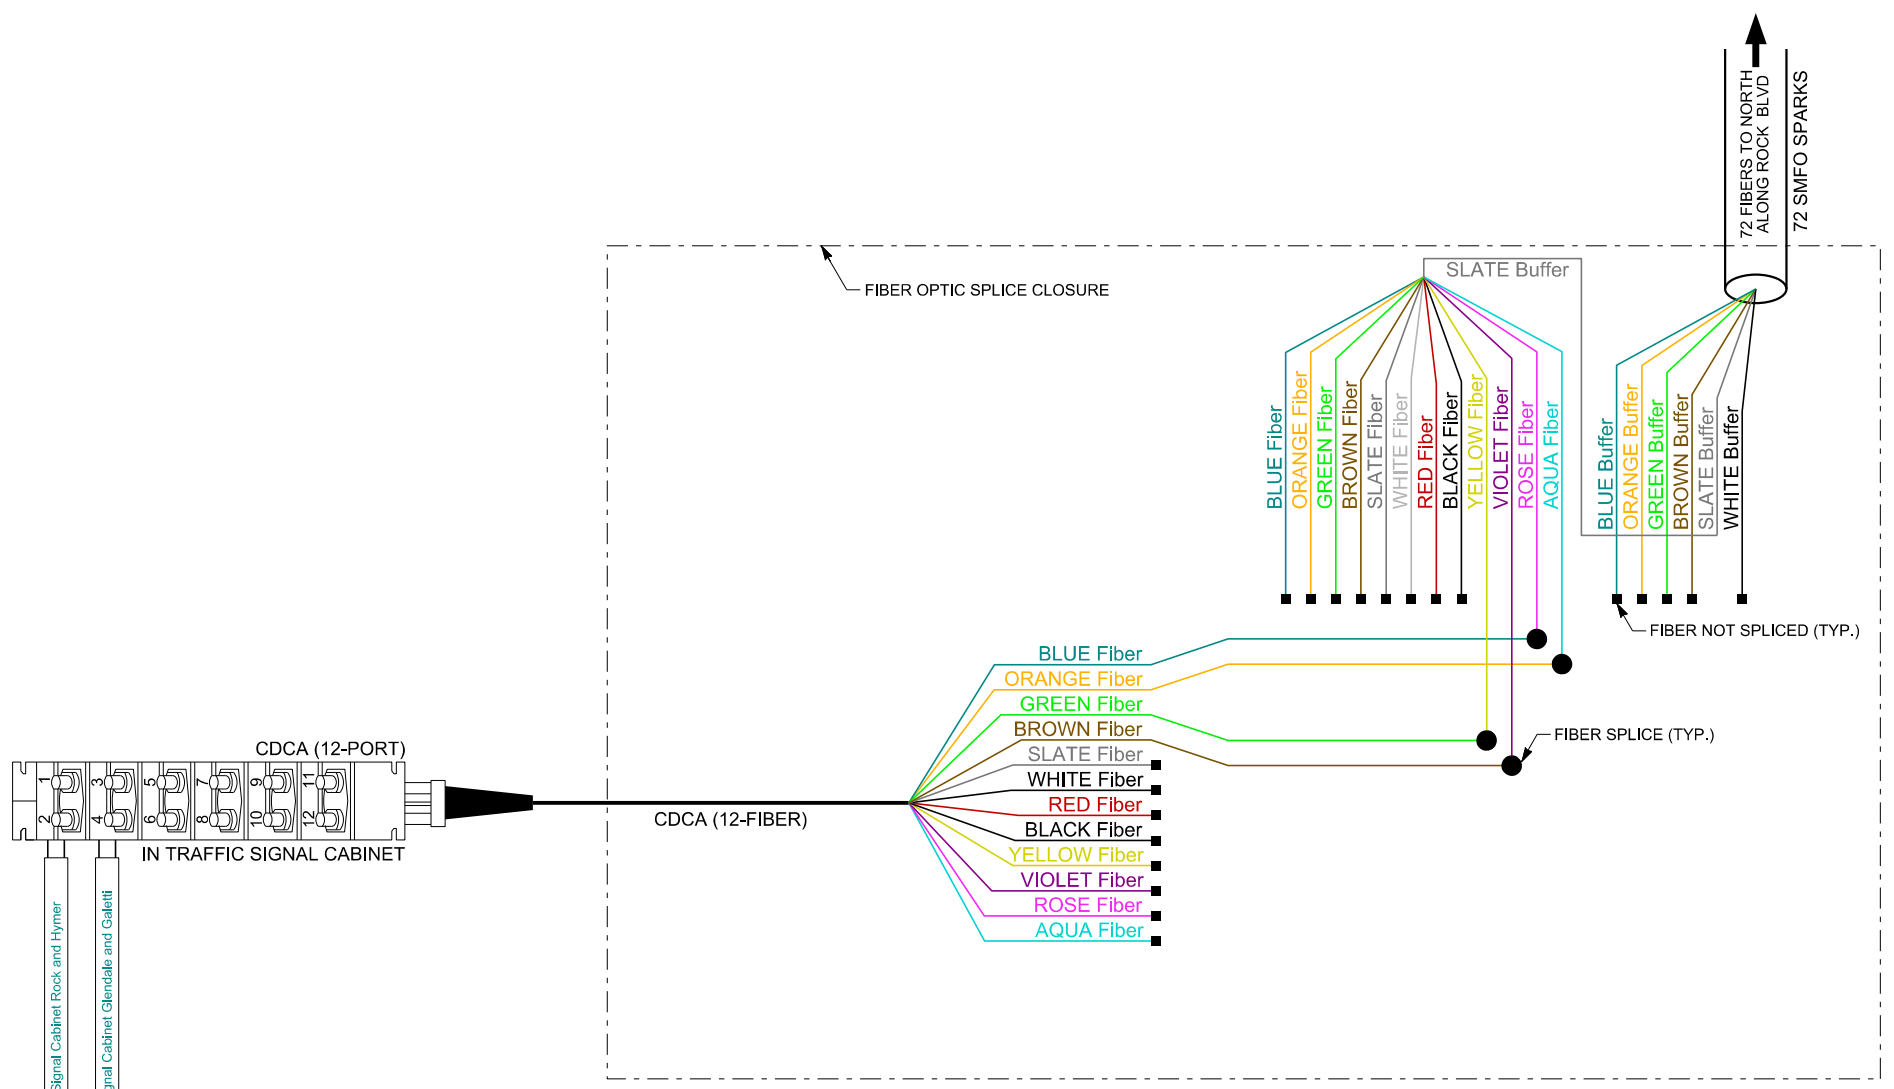 72 FIBERS TO NORTH
ALONG ROCK BLVD
72 SMFO SPARKS
SLATE Buffer
FIBER OPTIC SPLICE CLOSURE
BLUE Fiber
ORANGE Fiber
GREEN Fiber
BROWN Fiber
SLATE Fiber
WHITE Fiber
RED Fiber
BLACK Fiber
YELLOW Fiber
VIOLET Fiber
ROSE Fiber
AQUA Fiber
BLUE Buffer
ORANGE Buffer
GREEN Buffer
BROWN Buffer
SLATE Buffer
WHITE Buffer
FIBER NOT SPLICED (TYP.)
BLUE Fiber
ORANGE Fiber
GREEN Fiber
BROWN Fiber
SLATE Fiber
WHITE Fiber
RED Fiber
BLACK Fiber
YELLOW Fiber
VIOLET Fiber
ROSE Fiber
AQUA Fiber
FIBER SPLICE (TYP.)
CDCA (12-PORT)
1 3 5 7 9 11
2 4 6 8 10 12
IN TRAFFIC SIGNAL CABINET
CDCA (12-FIBER)
Signal Cabinet Rock and Hymer
Cabinet Glendale and Galetti